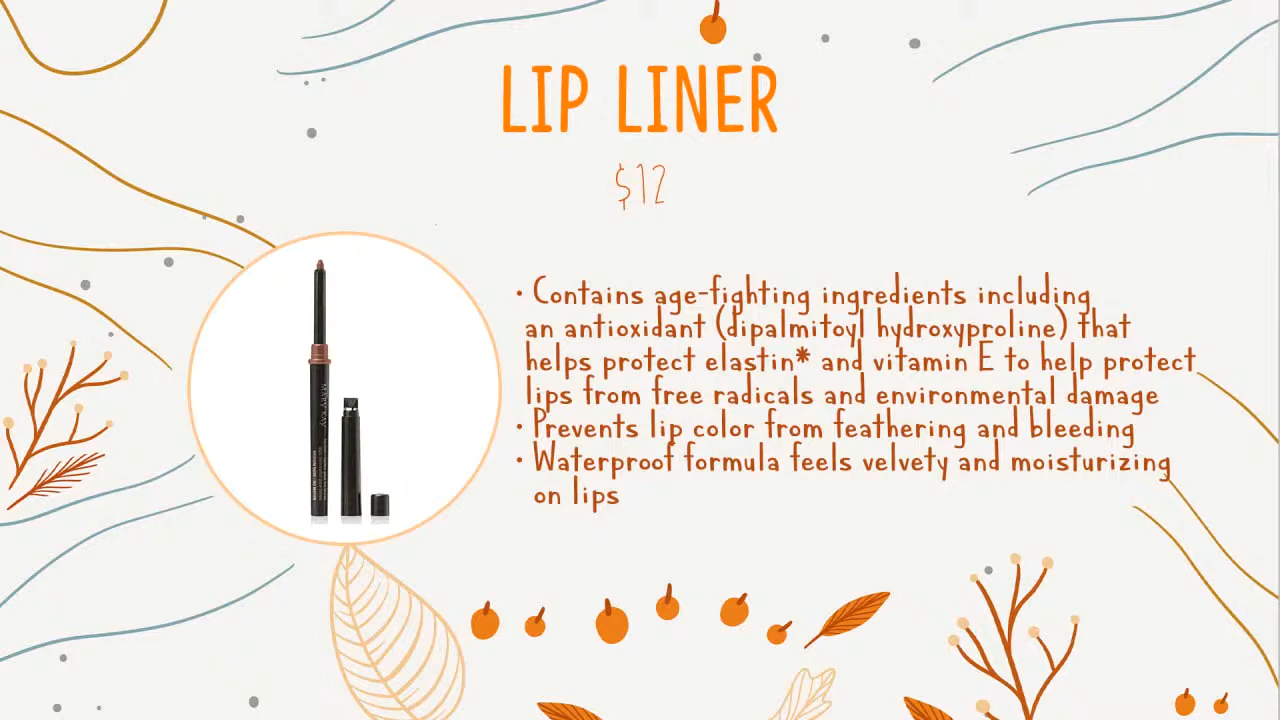 LIP LINER
$12
• Contains age-fighting ingredients including
an antioxidant (dipalmitoyl hydroxyproline) that
helps protect elastin* and vitamin E to help protect
lips from free radicals and environmental damage
• Prevents lip color from feathering and bleeding
• Waterproof formula feels velvety and moisturizing
on lips
MARY KAY